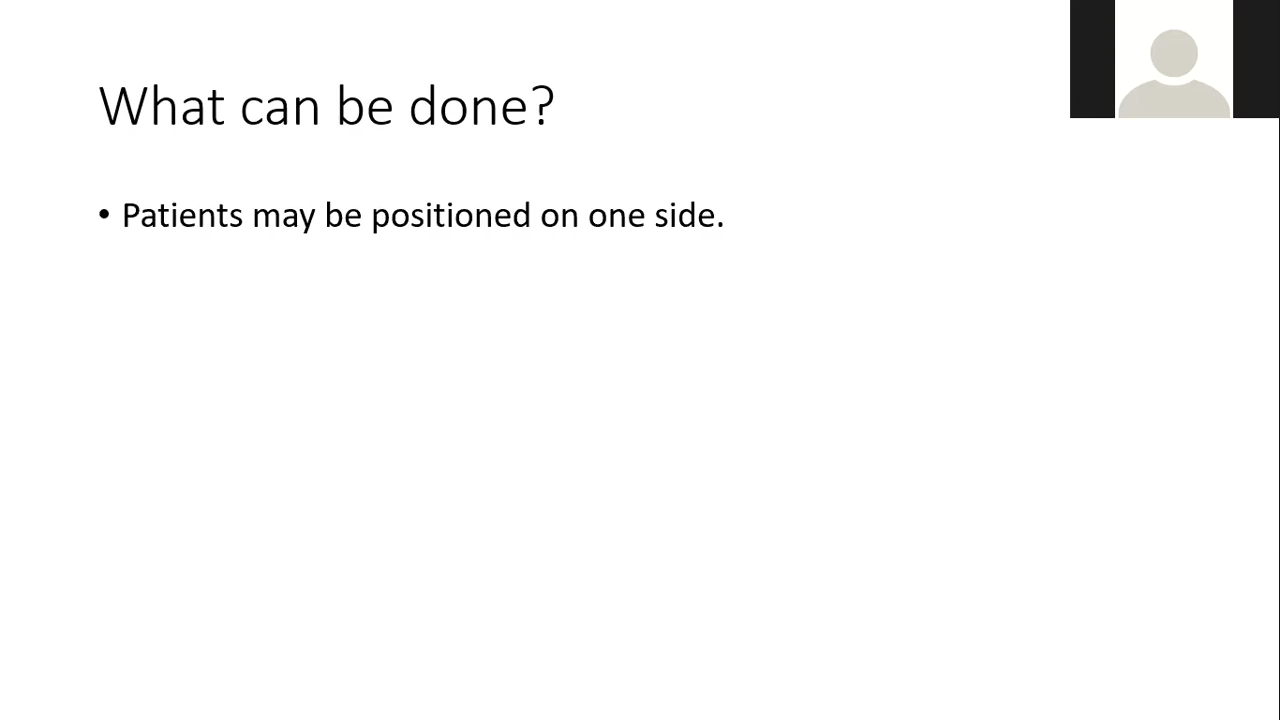 What can be done?
• Patients may be positioned on one side.